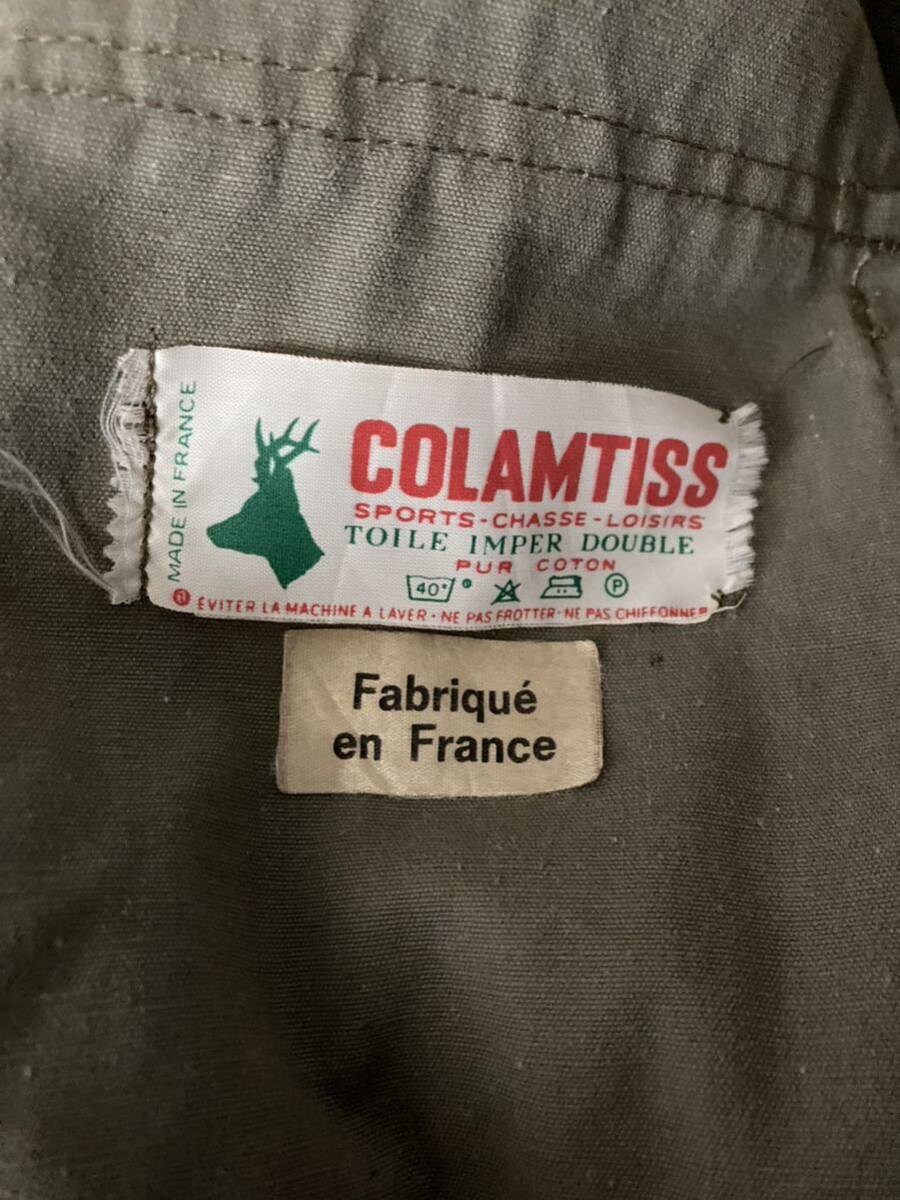 MADE IN FRANCE
COLAMTISS
SPORTS-CHASSE-LOISIRS
TOILE IMPER DOUBLE
PUR COTON
40° P
ÉVITER LA MACHINE A LAVER · NE PAS FROTTER · NE PAS CHIFFONNER
Fabriqué
en France